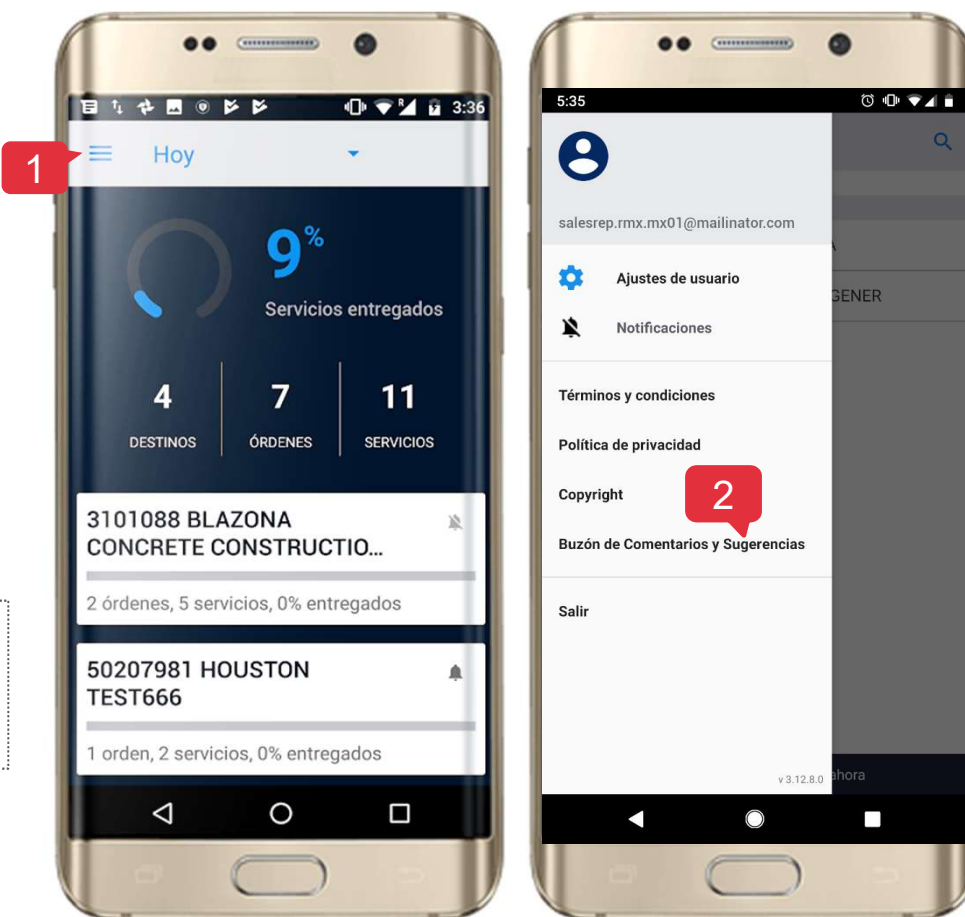 1
3:36
Hoy
9%
Servicios entregados
4
7
11
DESTINOS
ÓRDENES
SERVICIOS
3101088 BLAZONA
CONCRETE CONSTRUCTIO...
2 órdenes, 5 servicios, 0% entregados
50207981 HOUSTON
TEST666
1 orden, 2 servicios, 0% entregados
5:35
salesrep.rmx.mx01@mailinator.com
Ajustes de usuario
Notificaciones
Términos y condiciones
Política de privacidad
Copyright
2
Buzón de Comentarios y Sugerencias
Salir
v 3.12.8.0
GENER
ahora